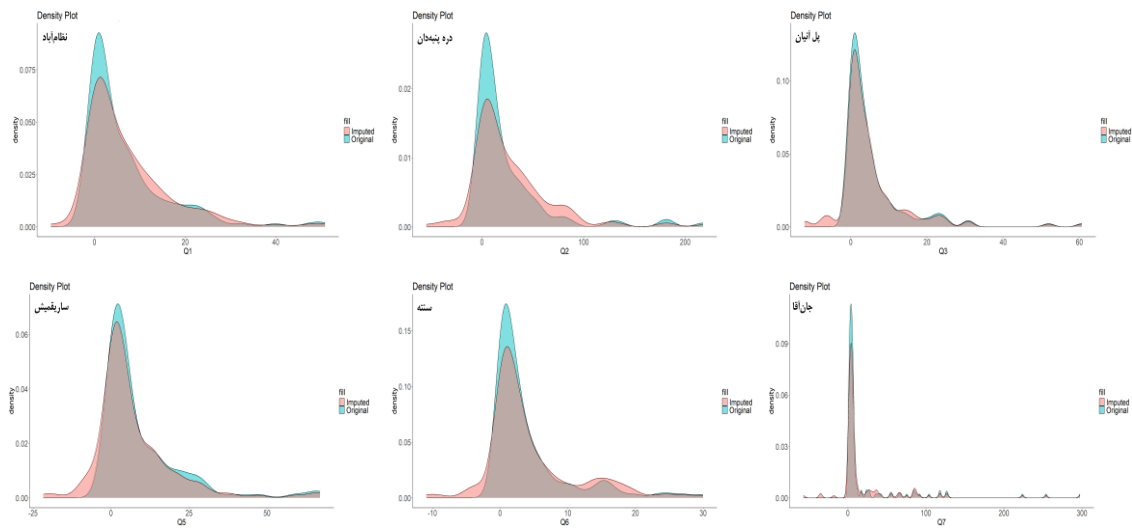 Density Plot
نظام‌آباد
0.075
0.050
0.025
0.000
density
0
20
40
Q1
fill
Imputed
Original
Density Plot
دره پنبه‌دان
0.02
0.01
0.00
density
0
100
200
Q2
fill
Imputed
Original
Density Plot
پل آنیان
0.10
0.05
0.00
density
0
20
40
60
Q3
fill
Imputed
Original
Density Plot
ساریقمیش
0.06
0.04
0.02
0.00
density
-25
0
25
50
Q5
fill
Imputed
Original
Density Plot
سنته
0.15
0.10
0.05
0.00
density
-10
0
10
20
30
Q6
fill
Imputed
Original
Density Plot
جان‌آقا
0.09
0.06
0.03
0.00
density
0
100
200
300
Q7
fill
Imputed
Original